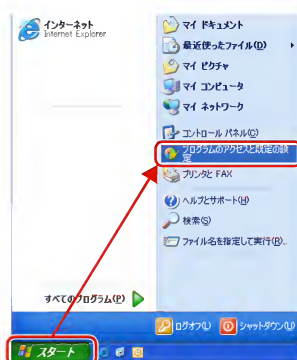 インターネット
Internet Explorer
すべてのプログラム(P)
マイ ドキュメント
最近使ったファイル(D)
マイ ピクチャ
マイ コンピュータ
マイ ネットワーク
コントロール パネル(C)
プログラムのアクセスと既定の設
定
プリンタと FAX
ヘルプとサポート(H)
検索(S)
ファイル名を指定して実行(R)...
ログオフ(L)
シャットダウン(U)
スタート